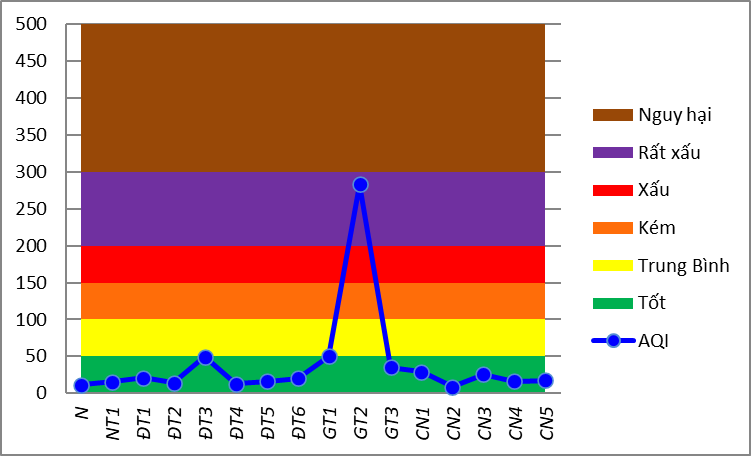 500
450
400
350
300
250
200
150
100
50
0
N
NT1
ĐT1
ĐT2
ĐT3
ĐT4
ĐT5
ĐT6
GT1
GT2
GT3
CN1
CN2
CN3
CN4
CN5
Nguy hại
Rất xấu
Xấu
Kém
Trung Bình
Tốt
AQI